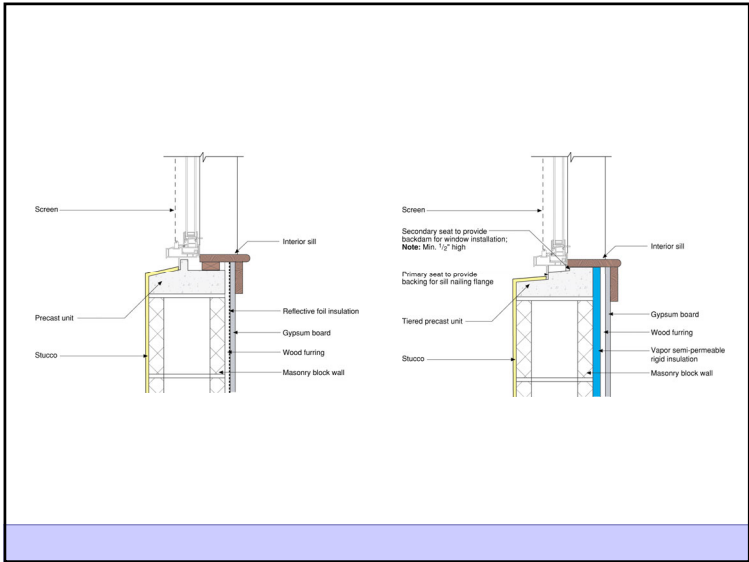 Screen
Interior sill
Precast unit
Reflective foil insulation
Gypsum board
Stucco
Wood furring
Masonry block wall
Screen
Secondary seat to provide
backdam for window installation;
Note: Min. 1/2" high
Interior sill
Primary seat to provide
backing for sill nailing flange
Tiered precast unit
Gypsum board
Wood furring
Stucco
Vapor semi-permeable
rigid insulation
Masonry block wall